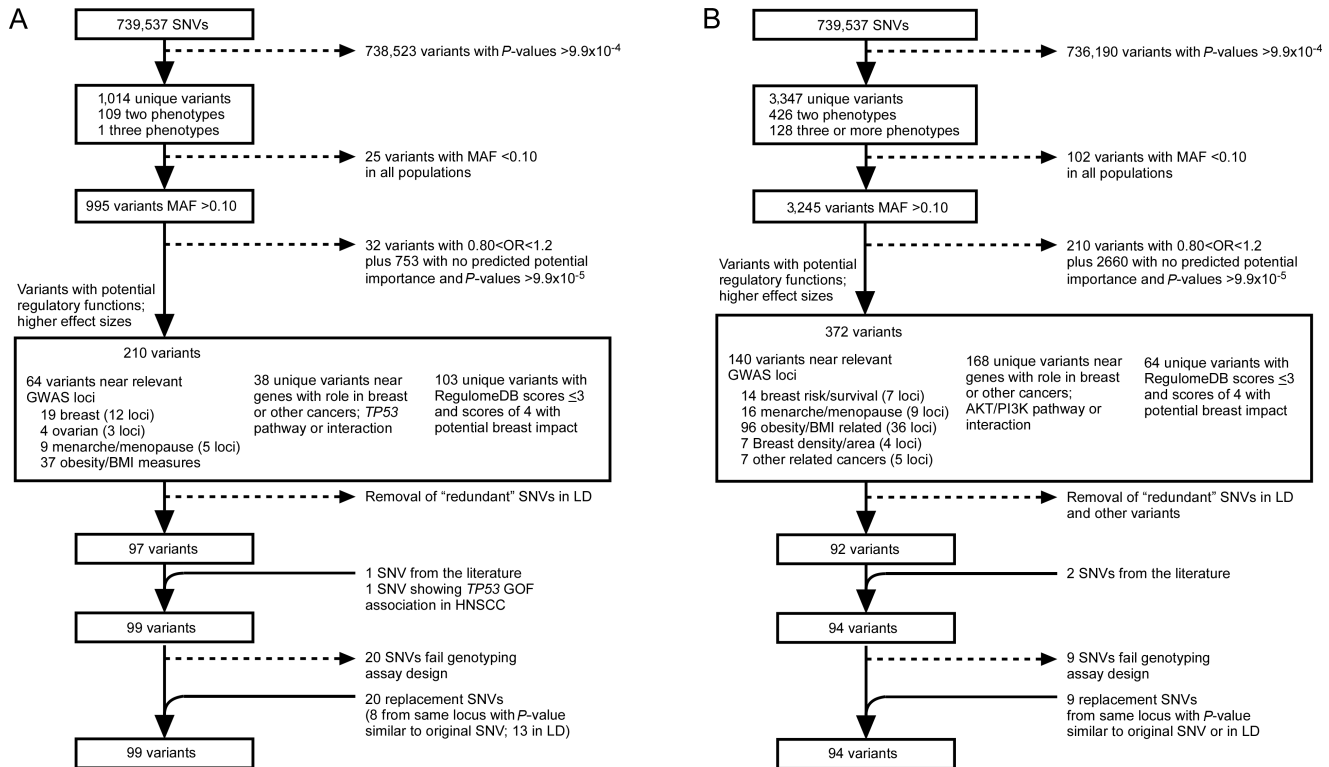 A
739,537 SNVs
738,523 variants with P-values >9.9x10-4
1,014 unique variants
109 two phenotypes
1 three phenotypes
25 variants with MAF <0.10
in all populations
995 variants MAF >0.10
32 variants with 0.80<OR<1.2
plus 753 with no predicted potential
importance and P-values >9.9x10-5
Variants with potential
regulatory functions;
higher effect sizes
210 variants
64 variants near relevant
GWAS loci
19 breast (12 loci)
4 ovarian (3 loci)
9 menarche/menopause (5 loci)
37 obesity/BMI measures
38 unique variants near
genes with role in breast
or other cancers; TP53
pathway or interaction
103 unique variants with
RegulomeDB scores ≤3
and scores of 4 with
potential breast impact
Removal of “redundant” SNVs in LD
97 variants
1 SNV from the literature
1 SNV showing TP53 GOF
association in HNSCC
99 variants
20 SNVs fail genotyping
assay design
20 replacement SNVs
(8 from same locus with P-value
similar to original SNV; 13 in LD)
99 variants
B
739,537 SNVs
736,190 variants with P-values >9.9x10-4
3,347 unique variants
426 two phenotypes
128 three or more phenotypes
102 variants with MAF <0.10
in all populations
3,245 variants MAF >0.10
210 variants with 0.80<OR<1.2
plus 2660 with no predicted potential
importance and P-values >9.9x10-5
Variants with potential
regulatory functions;
higher effect sizes
372 variants
140 variants near relevant
GWAS loci
14 breast risk/survival (7 loci)
16 menarche/menopause (9 loci)
96 obesity/BMI related (36 loci)
7 Breast density/area (4 loci)
7 other related cancers (5 loci)
168 unique variants near
genes with role in breast
or other cancers;
AKT/PI3K pathway or
interaction
64 unique variants with
RegulomeDB scores ≤3
and scores of 4 with
potential breast impact
Removal of “redundant” SNVs in LD
and other variants
92 variants
2 SNVs from the literature
94 variants
9 SNVs fail genotyping
assay design
9 replacement SNVs
from same locus with P-value
similar to original SNV or in LD
94 variants